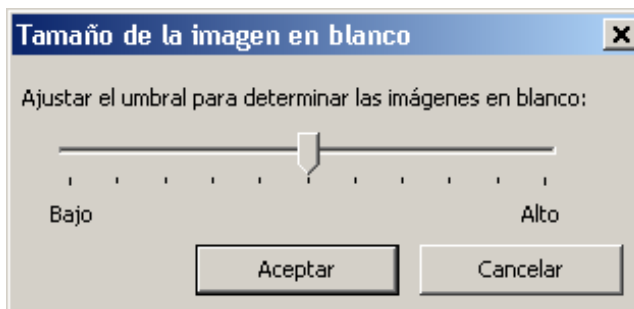 Tamaño de la imagen en blanco
Ajustar el umbral para determinar las imágenes en blanco:
Bajo Alto
Aceptar Cancelar